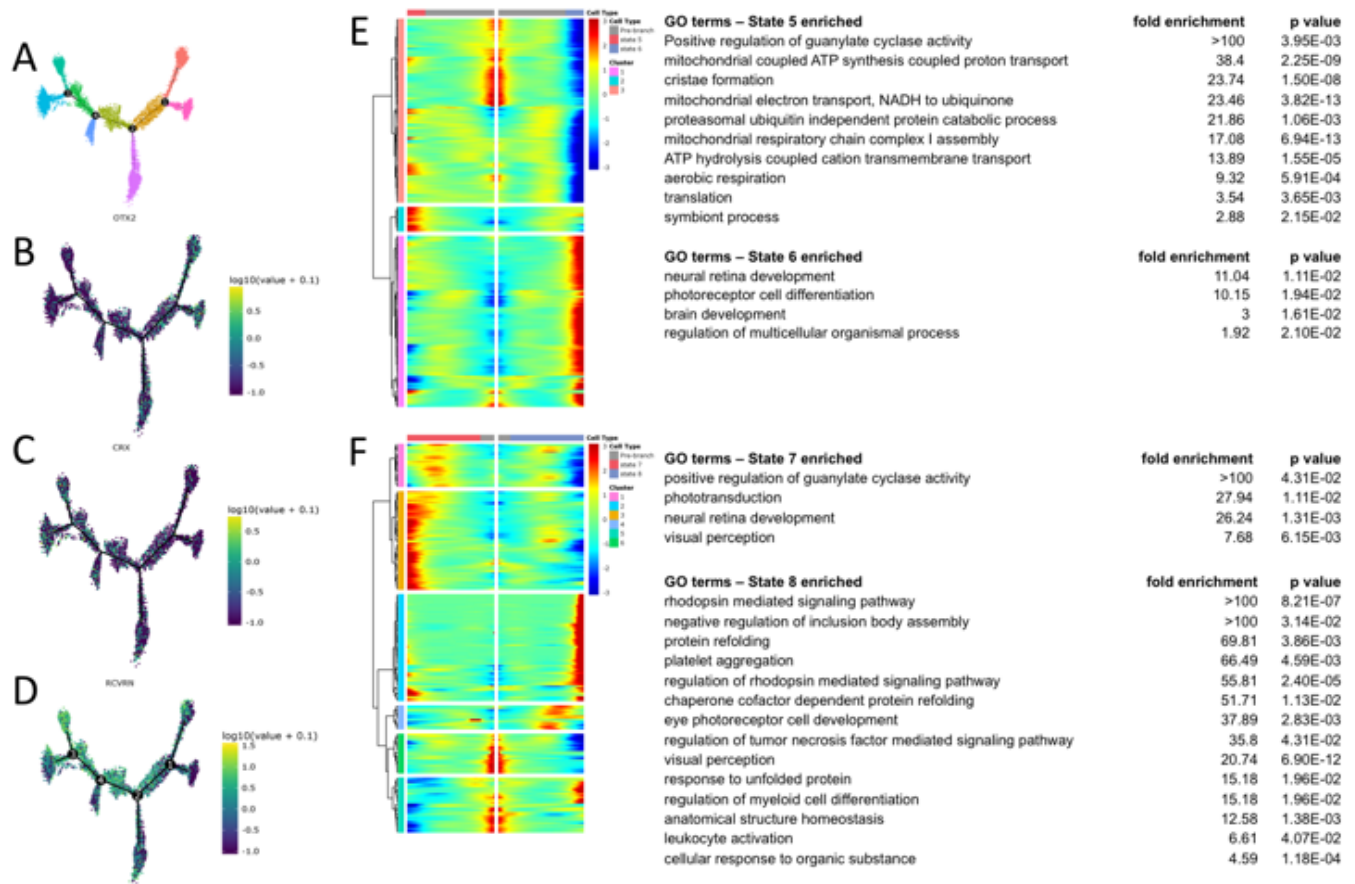 A
OTX2
B
log10(value + 0.1)
0.5
0.0
-0.5
-1.0
CRX
C
log10(value + 0.1)
0.5
0.0
-0.5
-1.0
RCVRN
D
log10(value + 0.1)
1.5
1.0
0.5
0.0
-0.5
-1.0
E
Cell Type
3
2
1
0
-1
-2
-3
Cell Type
Pre-branch
state 5
state 6
Cluster
1
2
3
GO terms – State 5 enriched fold enrichment p value
Positive regulation of guanylate cyclase activity >100 3.95E-03
mitochondrial coupled ATP synthesis coupled proton transport 38.4 2.25E-09
cristae formation 23.74 1.50E-08
mitochondrial electron transport, NADH to ubiquinone 23.46 3.82E-13
proteasomal ubiquitin independent protein catabolic process 21.86 1.06E-03
mitochondrial respiratory chain complex I assembly 17.08 6.94E-13
ATP hydrolysis coupled cation transmembrane transport 13.89 1.55E-05
aerobic respiration 9.32 5.91E-04
translation 3.54 3.65E-03
symbiont process 2.88 2.15E-02
GO terms – State 6 enriched fold enrichment p value
neural retina development 11.04 1.11E-02
photoreceptor cell differentiation 10.15 1.94E-02
brain development 3 1.61E-02
regulation of multicellular organismal process 1.92 2.10E-02
F
Cell Type
3
2
1
0
-1
-2
-3
Cell Type
Pre-branch
state 7
state 8
Cluster
1
2
3
4
5
6
GO terms – State 7 enriched fold enrichment p value
positive regulation of guanylate cyclase activity >100 4.31E-02
phototransduction 27.94 1.11E-02
neural retina development 26.24 1.31E-03
visual perception 7.68 6.15E-03
GO terms – State 8 enriched fold enrichment p value
rhodopsin mediated signaling pathway >100 8.21E-07
negative regulation of inclusion body assembly >100 3.14E-02
protein refolding 69.81 3.86E-03
platelet aggregation 66.49 4.59E-03
regulation of rhodopsin mediated signaling pathway 55.81 2.40E-05
chaperone cofactor dependent protein refolding 51.71 1.13E-02
eye photoreceptor cell development 37.89 2.83E-03
regulation of tumor necrosis factor mediated signaling pathway 35.8 4.31E-02
visual perception 20.74 6.90E-12
response to unfolded protein 15.18 1.96E-02
regulation of myeloid cell differentiation 15.18 1.96E-02
anatomical structure homeostasis 12.58 1.38E-03
leukocyte activation 6.61 4.07E-02
cellular response to organic substance 4.59 1.18E-04